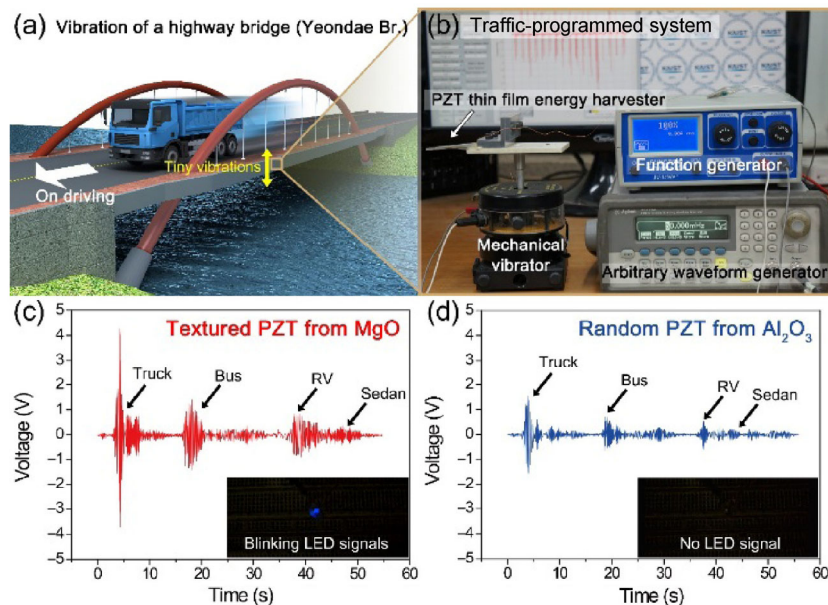 (a) Vibration of a highway bridge (Yeondae Br.)
Tiny vibrations
On driving
(b) Traffic-programmed system
PZT thin film energy harvester
Function generator
Mechanical
vibrator
Arbitrary waveform generator
(c) Textured PZT from MgO
Voltage (V)
5
4
3
2
1
0
−1
−2
−3
−4
−5
Truck
Bus
RV
Sedan
Blinking LED signals
0 10 20 30 40 50 60
Time (s)
(d) Random PZT from Al₂O₃
Voltage (V)
5
4
3
2
1
0
−1
−2
−3
−4
−5
Truck
Bus
RV
Sedan
No LED signal
0 10 20 30 40 50 60
Time (s)